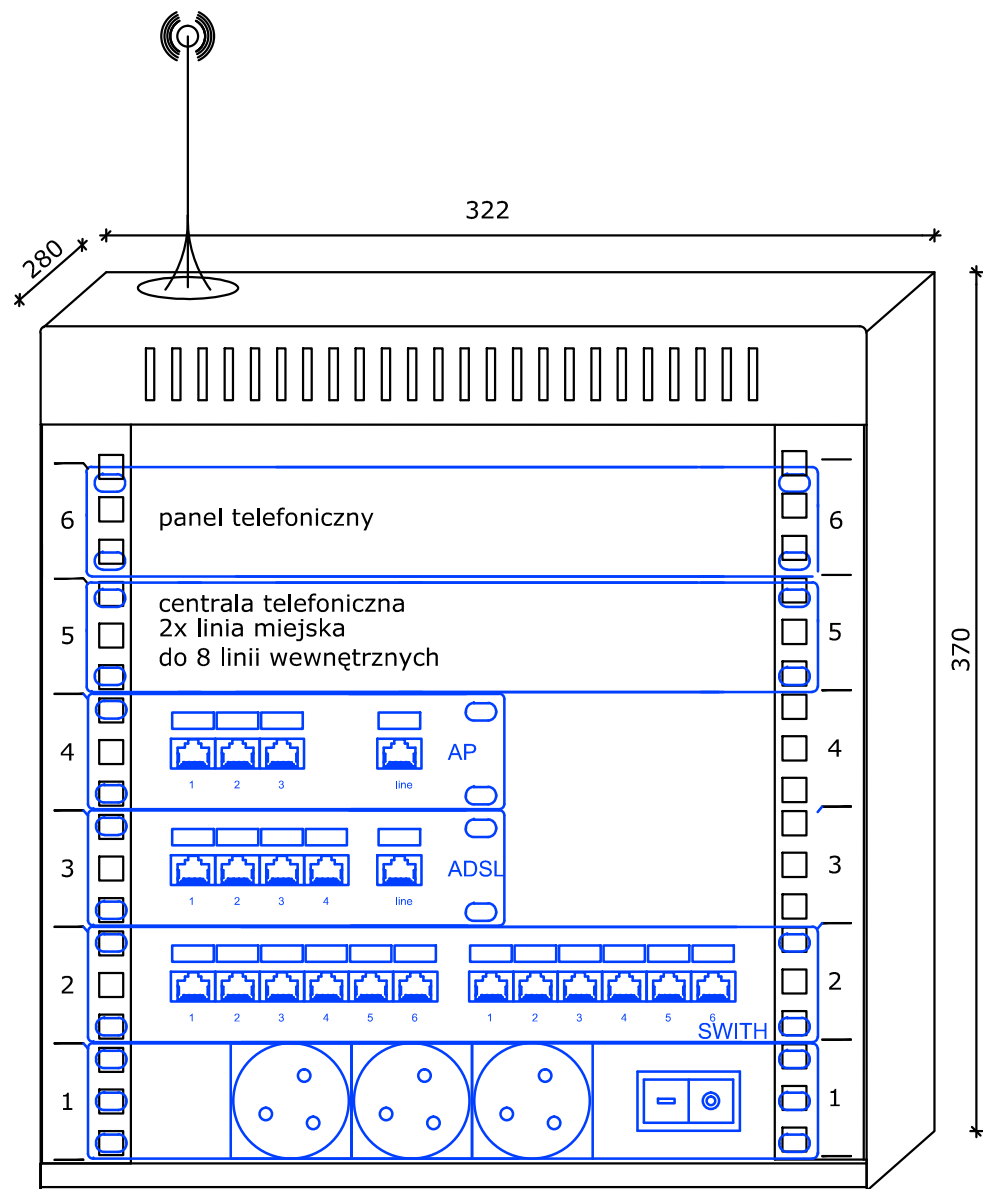 322
280
370
6 panel telefoniczny 6
centrala telefoniczna
5 2x linia miejska 5
do 8 linii wewnętrznych
4 AP 4
1 2 3 line
3 ADSL 3
1 2 3 4 line
2 2
1 2 3 4 5 6 1 2 3 4 5 6
SWITH
1 1